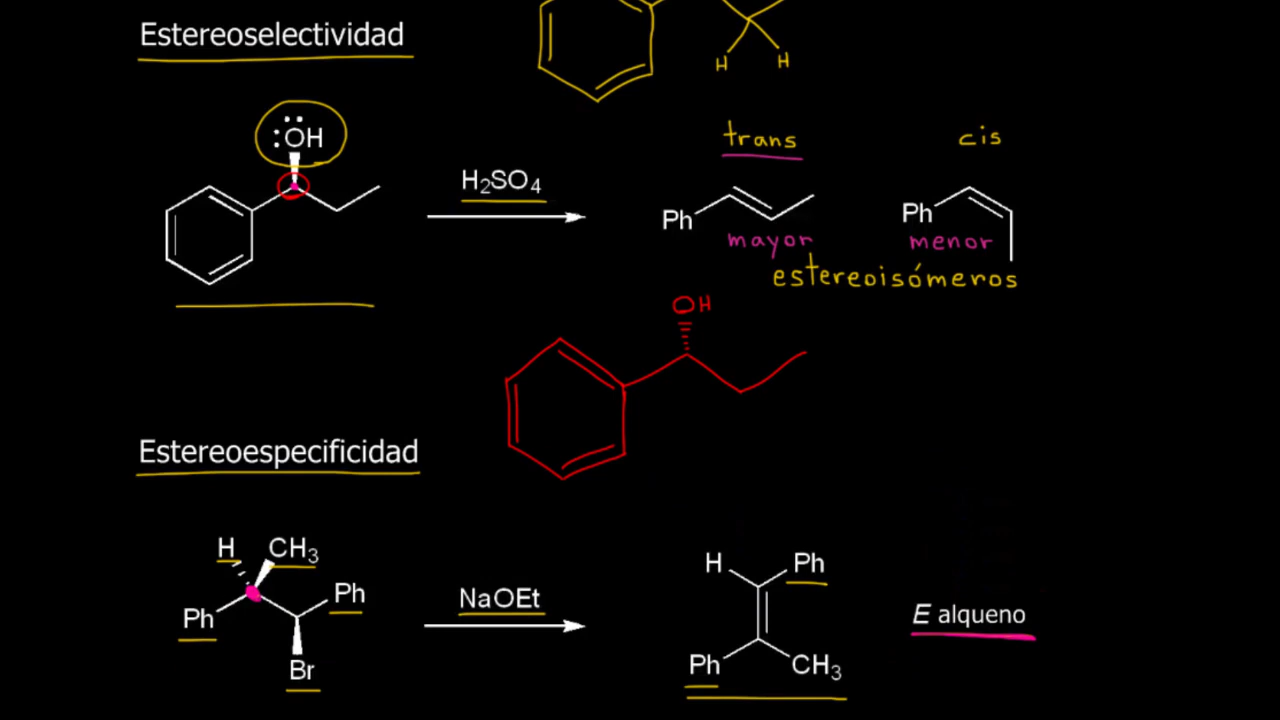 Estereoselectividad
H H
:ÖH
H₂SO₄
trans cis
Ph Ph
mayor menor
estereoisómeros
OH
Estereoespecificidad
H CH₃
Ph Ph
Br
NaOEt
H Ph
Ph CH₃
E alqueno